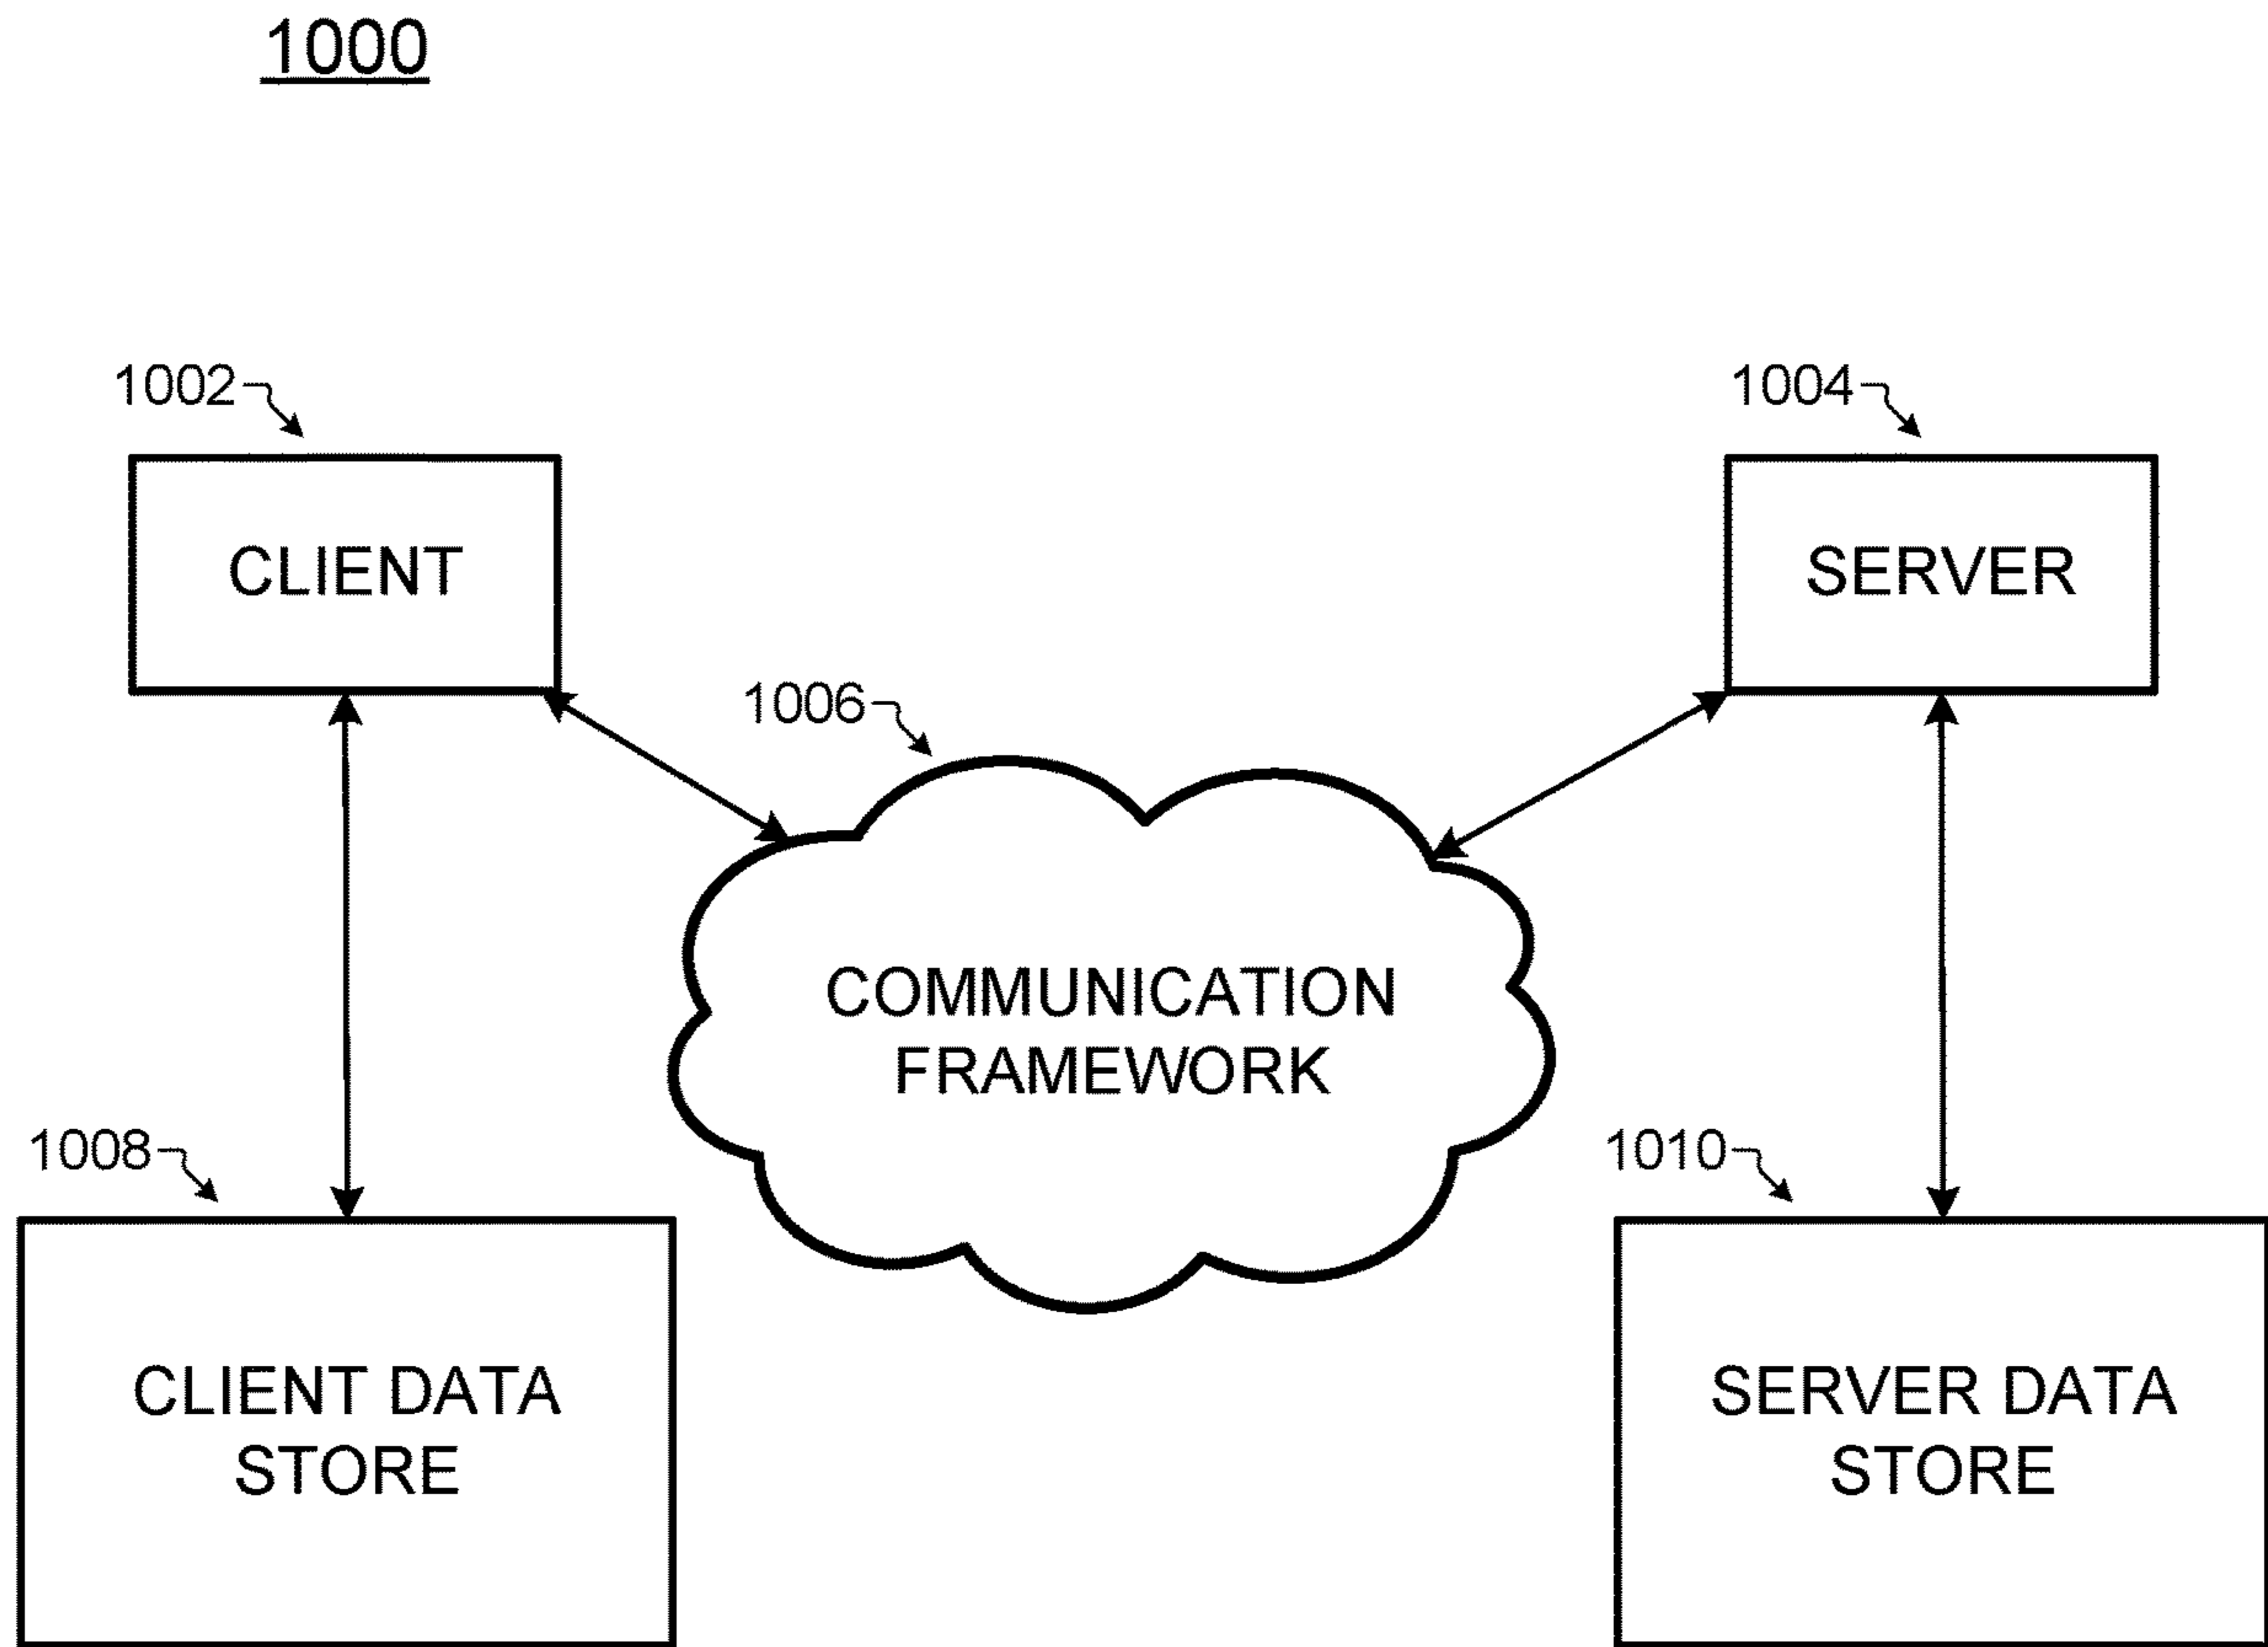 1000
1002
1004
CLIENT
SERVER
1006
COMMUNICATION
FRAMEWORK
1008
1010
CLIENT DATA
STORE
SERVER DATA
STORE